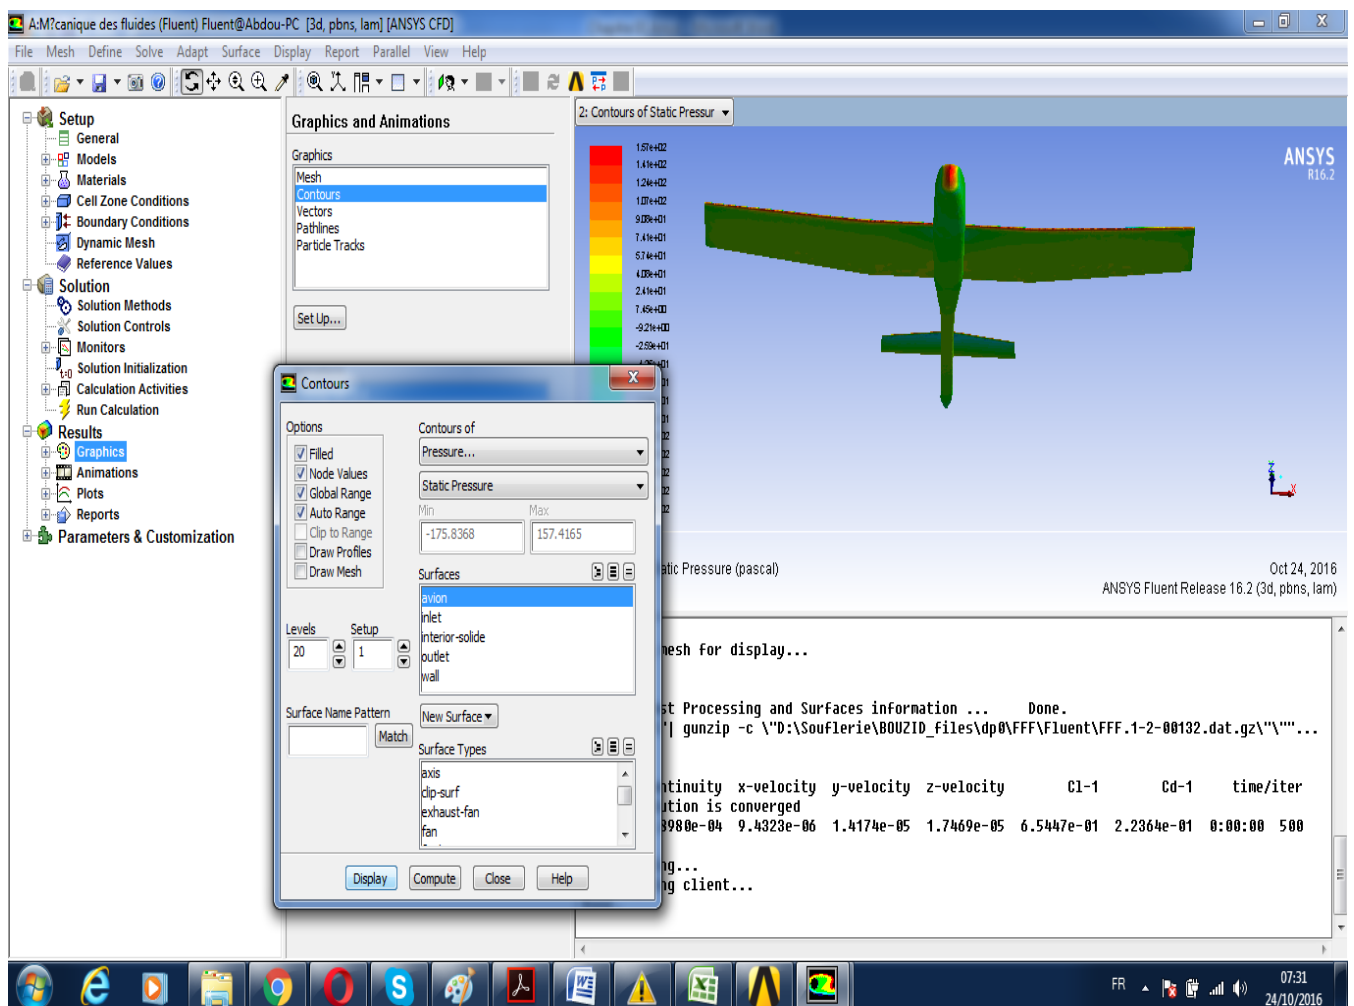 A:M?canique des fluides (Fluent) Fluent@Abdou-PC [3d, pbns, lam] [ANSYS CFD]
File Mesh Define Solve Adapt Surface Display Report Parallel View Help
Setup
General
Models
Materials
Cell Zone Conditions
Boundary Conditions
Dynamic Mesh
Reference Values
Solution
Solution Methods
Solution Controls
Monitors
Solution Initialization
Calculation Activities
Run Calculation
Results
Graphics
Animations
Plots
Reports
Parameters & Customization
Graphics and Animations
Graphics
Mesh
Contours
Vectors
Pathlines
Particle Tracks
Set Up...
2: Contours of Static Pressur
1.57e+02
1.41e+02
1.24e+02
1.07e+02
9.08e+01
7.41e+01
5.74e+01
4.08e+01
2.41e+01
7.45e+00
-9.21e+00
-2.59e+01
ANSYS
R16.2
Z
X
Contours
Options
Filled
Node Values
Global Range
Auto Range
Clip to Range
Draw Profiles
Draw Mesh
Contours of
Pressure...
Static Pressure
Min Max
-175.8368 157.4165
Surfaces
avion
inlet
interior-solide
outlet
wall
Levels Setup
20 1
Surface Name Pattern
Match
New Surface
Surface Types
axis
clip-surf
exhaust-fan
fan
Display Compute Close Help
atic Pressure (pascal)
Oct 24, 2016
ANSYS Fluent Release 16.2 (3d, pbns, lam)
mesh for display...
st Processing and Surfaces information ... Done.
"| gunzip -c \"D:\Souflerie\BOUZID_files\dp0\FFF\Fluent\FFF.1-2-00132.dat.gz\"\""...
tinuity x-velocity y-velocity z-velocity Cl-1 Cd-1 time/iter
ution is converged
8980e-04 9.4323e-06 1.4174e-05 1.7469e-05 6.5447e-01 2.2364e-01 0:00:00 500
ng...
ng client...
FR
07:31
24/10/2016